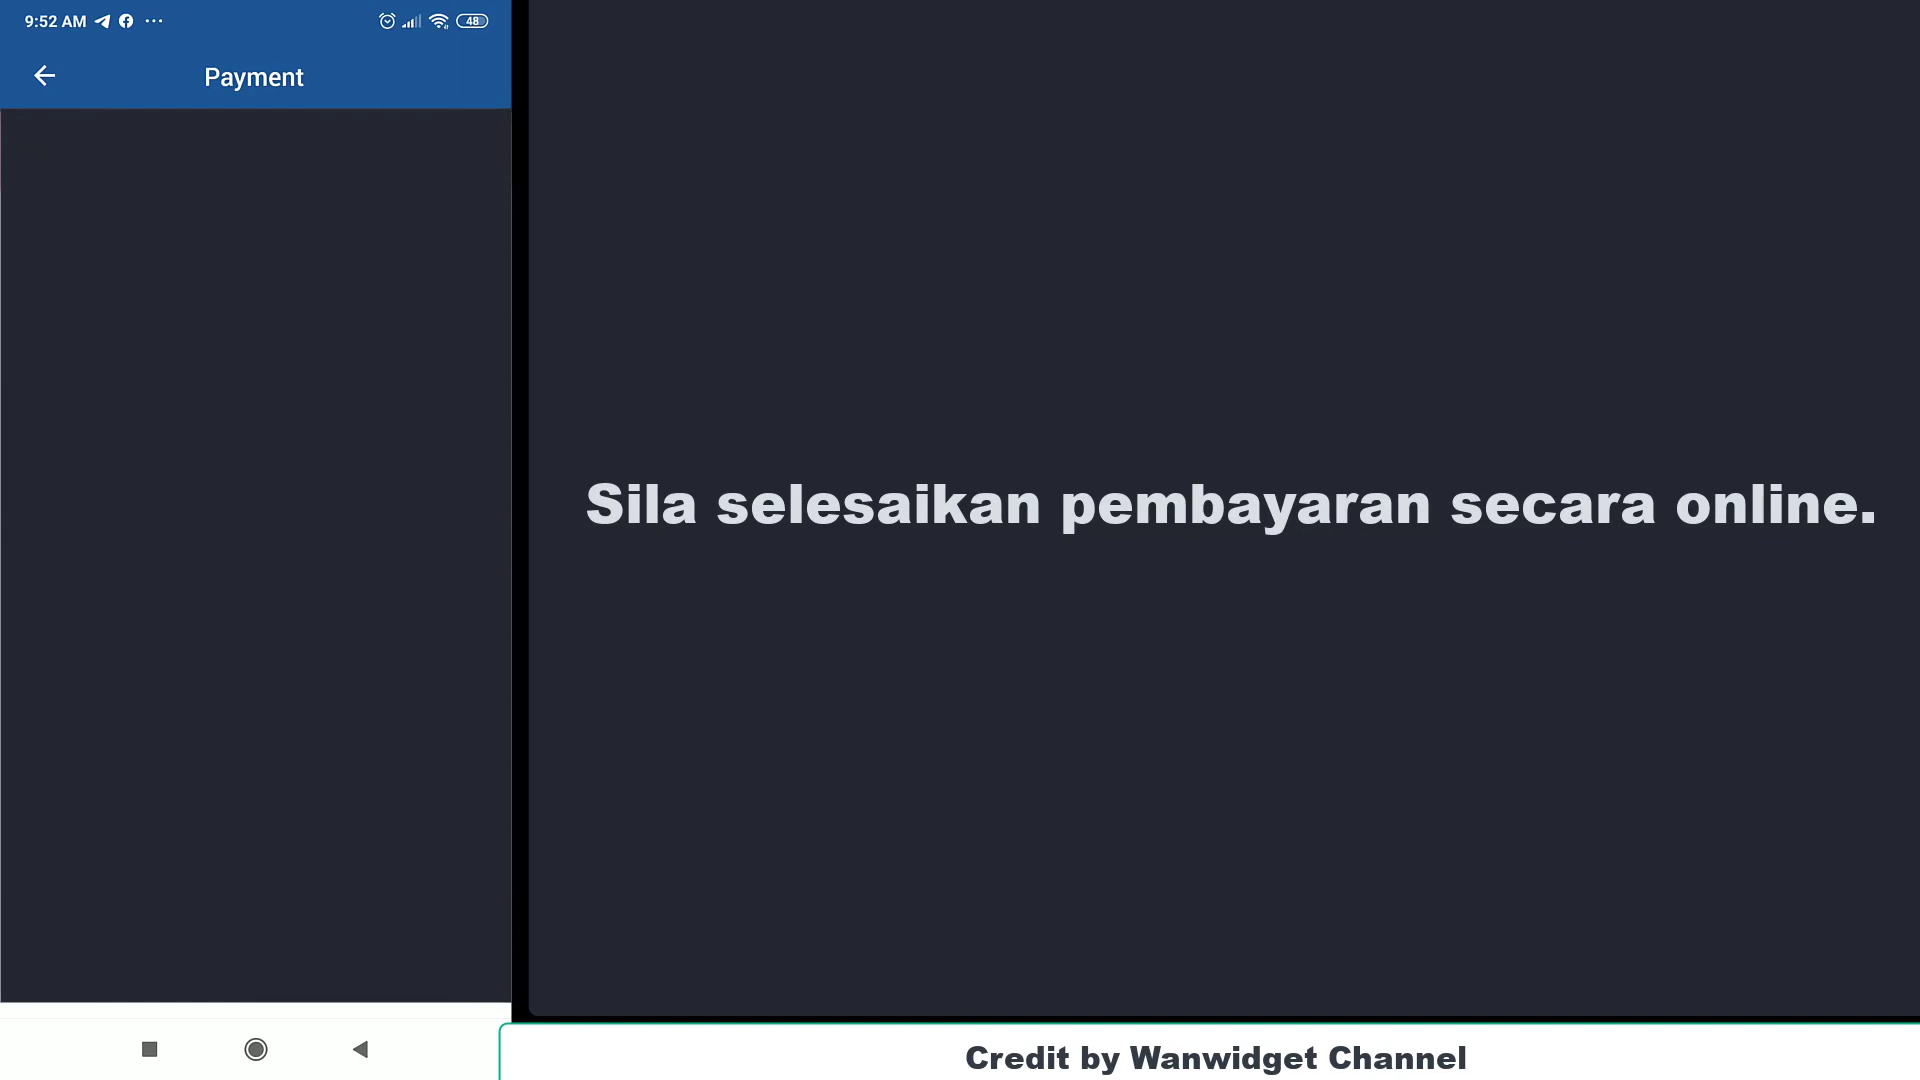 9:52 AM
48
Payment
Sila selesaikan pembayaran secara online.
Credit by Wanwidget Channel